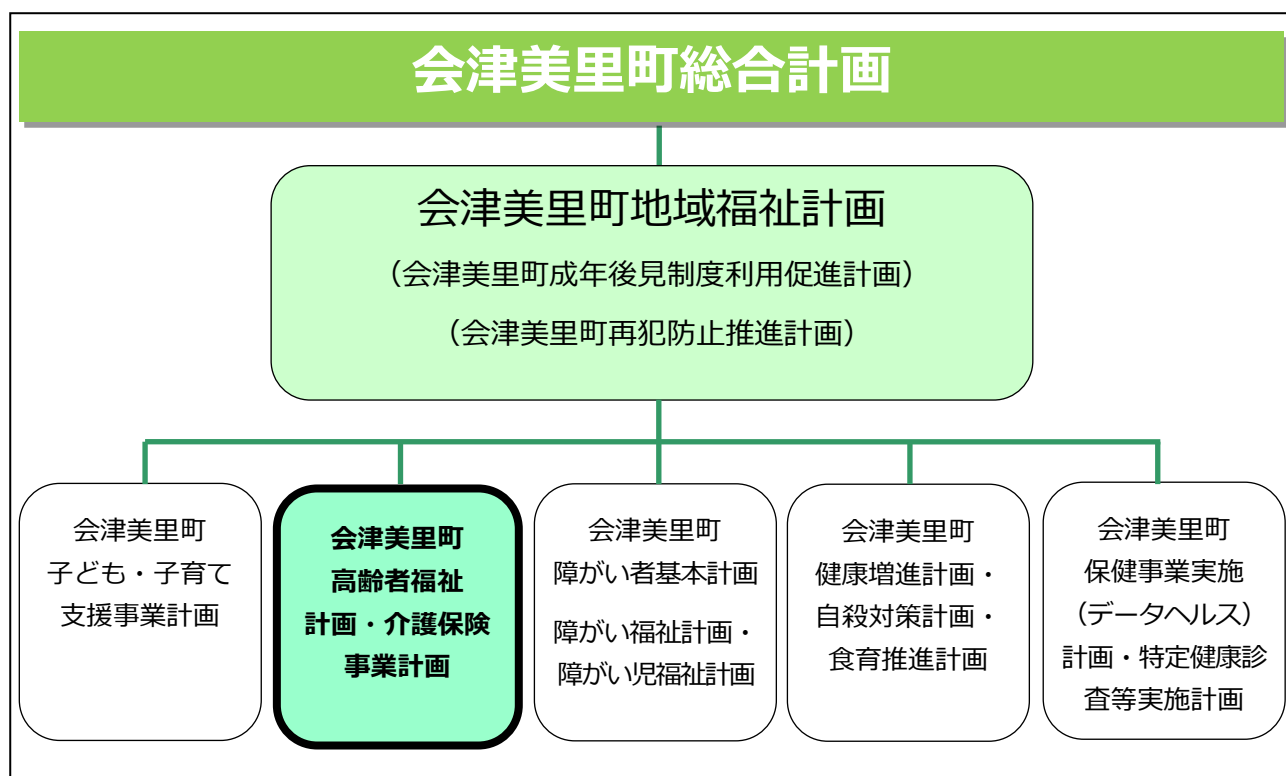 会津美里町総合計画
会津美里町地域福祉計画
（会津美里町成年後見制度利用促進計画）
（会津美里町再犯防止推進計画）
会津美里町
子ども・子育て
支援事業計画
会津美里町
高齢者福祉
計画・介護保険
事業計画
会津美里町
障がい者基本計画
障がい福祉計画・
障がい児福祉計画
会津美里町
健康増進計画・
自殺対策計画・
食育推進計画
会津美里町
保健事業実施
（データヘルス）
計画・特定健康診
査等実施計画